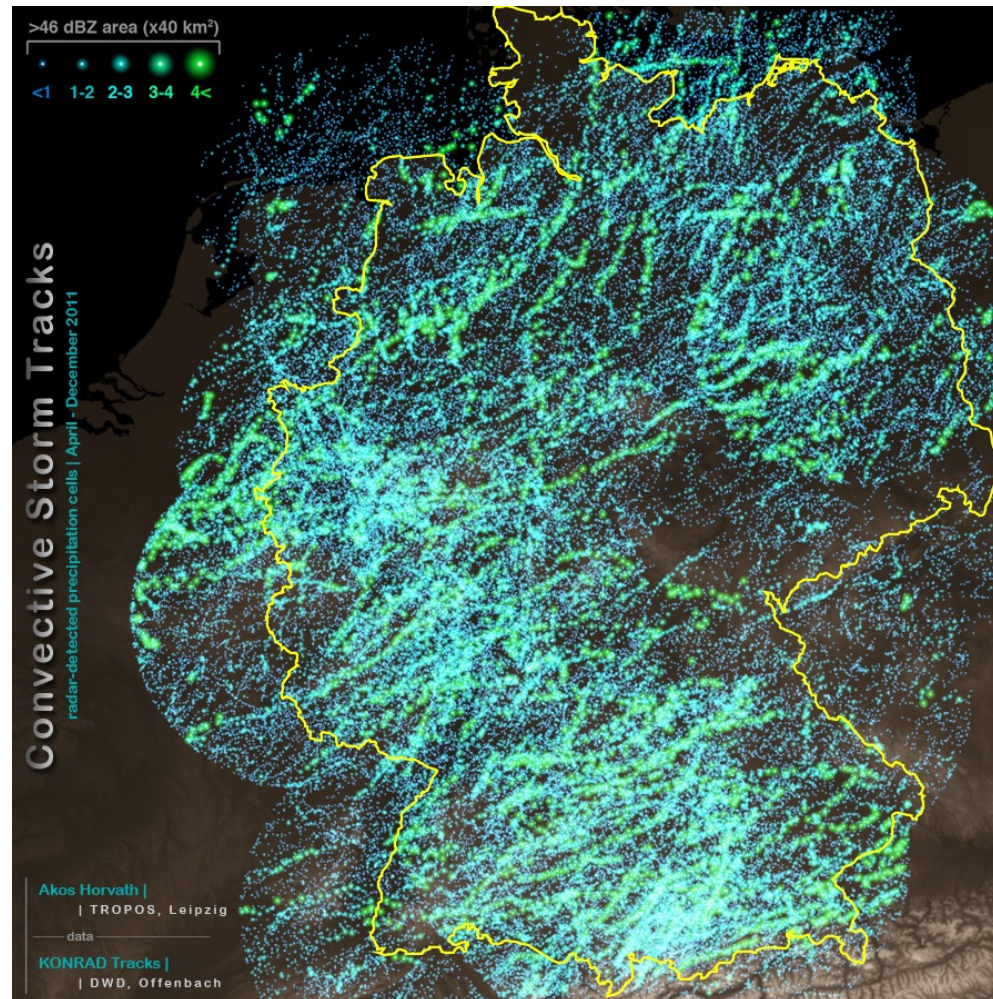 >46 dBZ area (x40 km²)
<1 1-2 2-3 3-4 4<
Convective Storm Tracks
radar-detected precipitation cells | April - December 2011
Akos Horvath |
| TROPOS, Leipzig
data
KONRAD Tracks |
| DWD, Offenbach